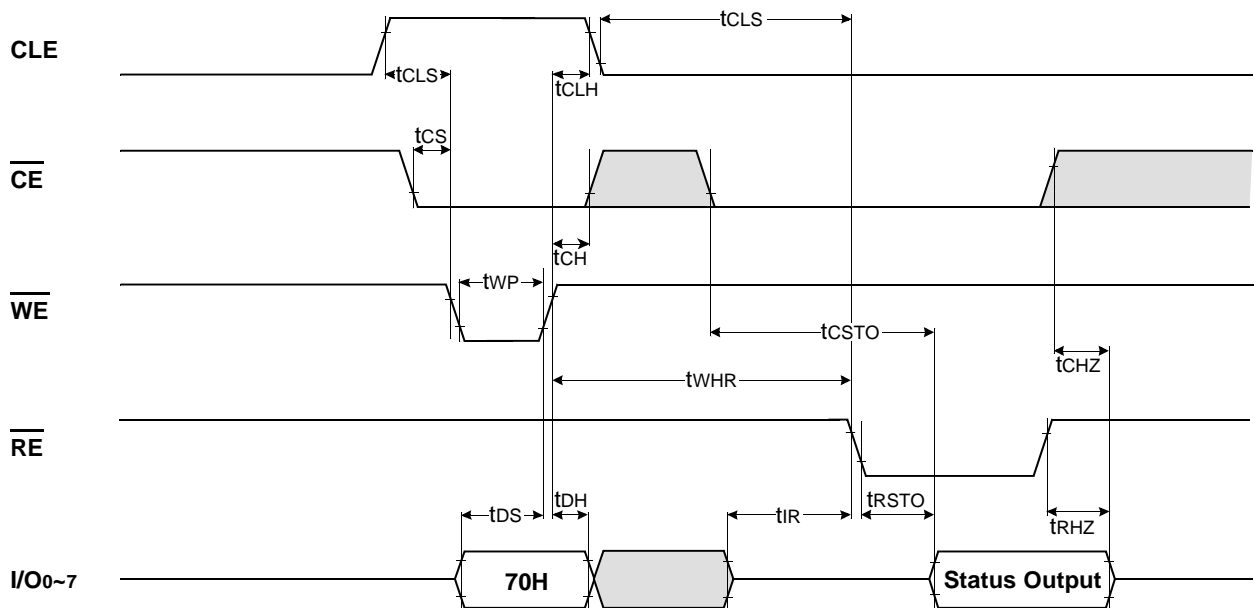 tCLS
CLE
tCLS
tCLH
tCS
CE
tCH
tWP
WE
tCSTO
tCHZ
tWHR
RE
tDH
tDS
tIR
tRSTO
tRHZ
I/O0~7
70H
Status Output